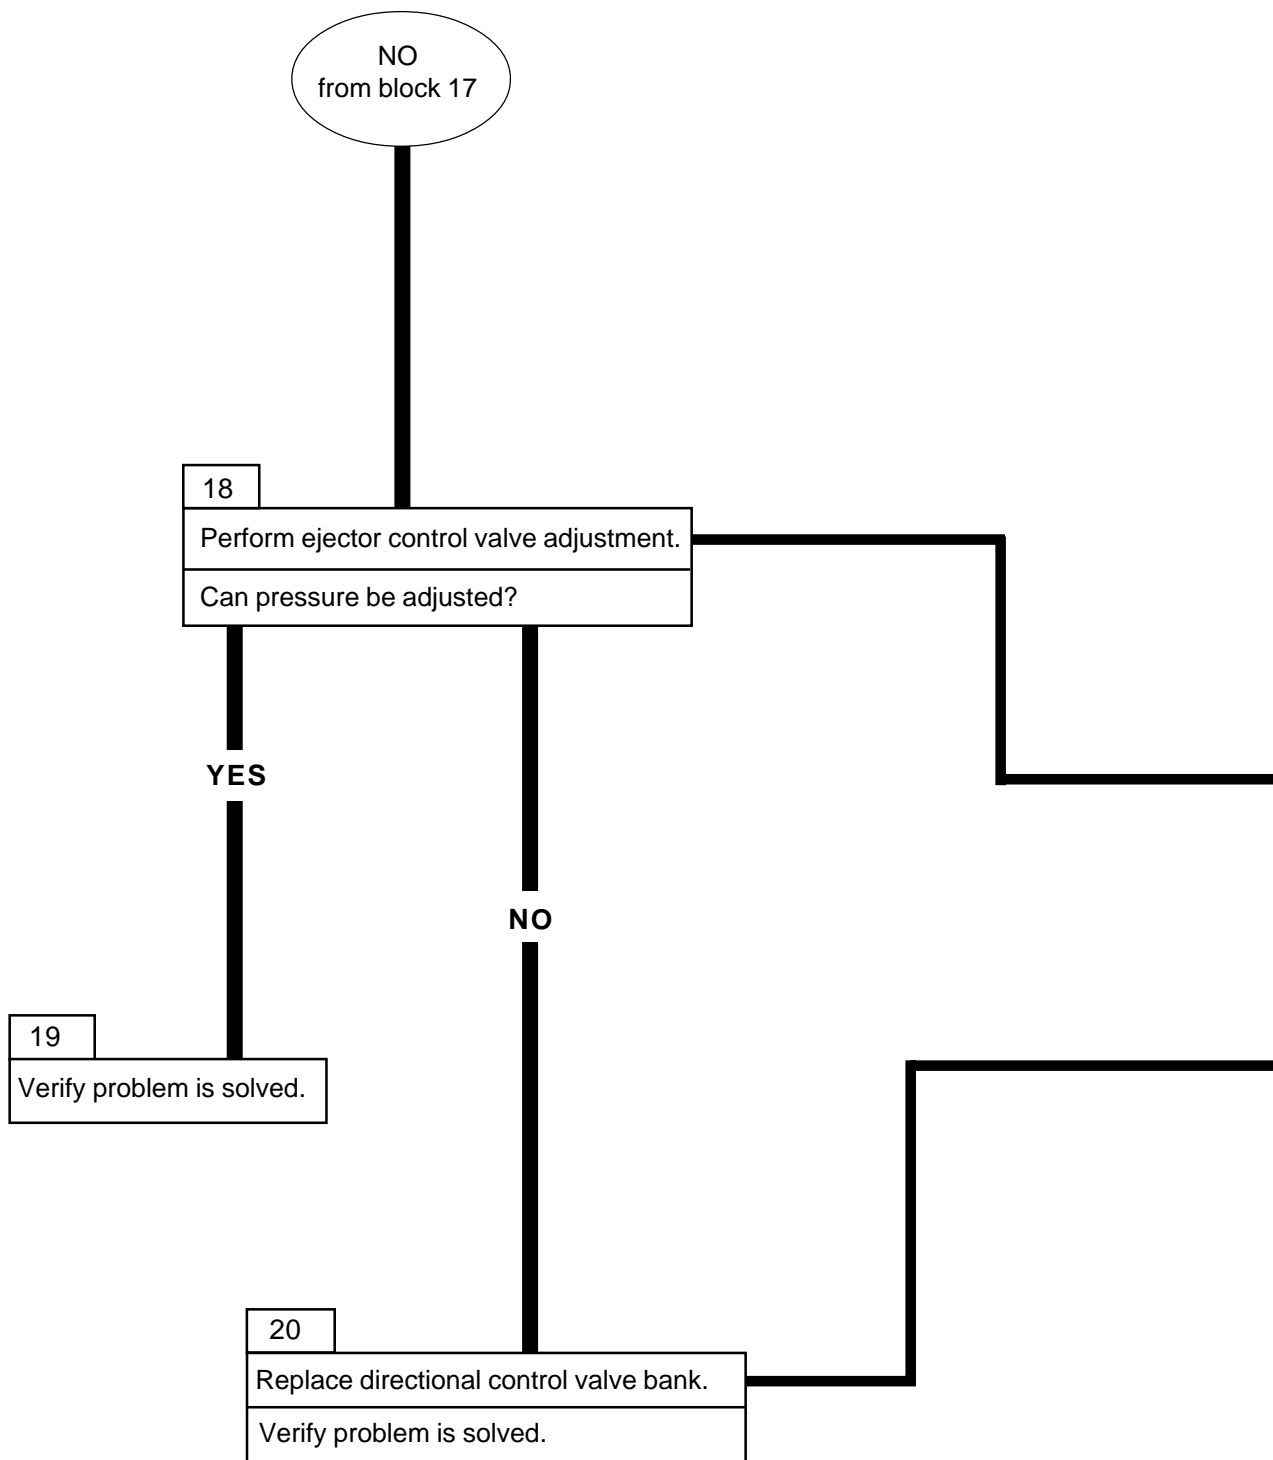 NO
from block 17
18
Perform ejector control valve adjustment.
Can pressure be adjusted?
YES
NO
19
Verify problem is solved.
20
Replace directional control valve bank.
Verify problem is solved.